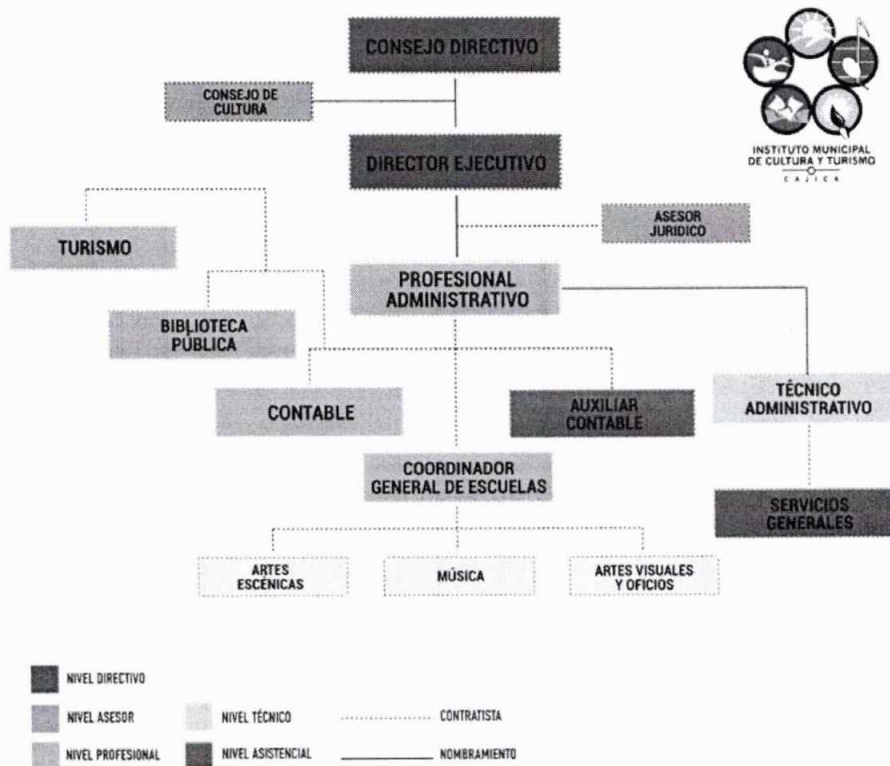 CONSEJO DIRECTIVO
CONSEJO DE
CULTURA
INSTITUTO MUNICIPAL
DE CULTURA Y TURISMO
CAJICA
DIRECTOR EJECUTIVO
ASESOR
JURIDICO
TURISMO
PROFESIONAL
ADMINISTRATIVO
BIBLIOTECA
PÚBLICA
CONTABLE
AUXILIAR
CONTABLE
TÉCNICO
ADMINISTRATIVO
COORDINADOR
GENERAL DE ESCUELAS
SERVICIOS
GENERALES
ARTES
ESCÉNICAS
MÚSICA
ARTES VISUALES
Y OFICIOS
NIVEL DIRECTIVO
NIVEL ASESOR
NIVEL TÉCNICO
CONTRATISTA
NIVEL PROFESIONAL
NIVEL ASISTENCIAL
NOMBRAMIENTO